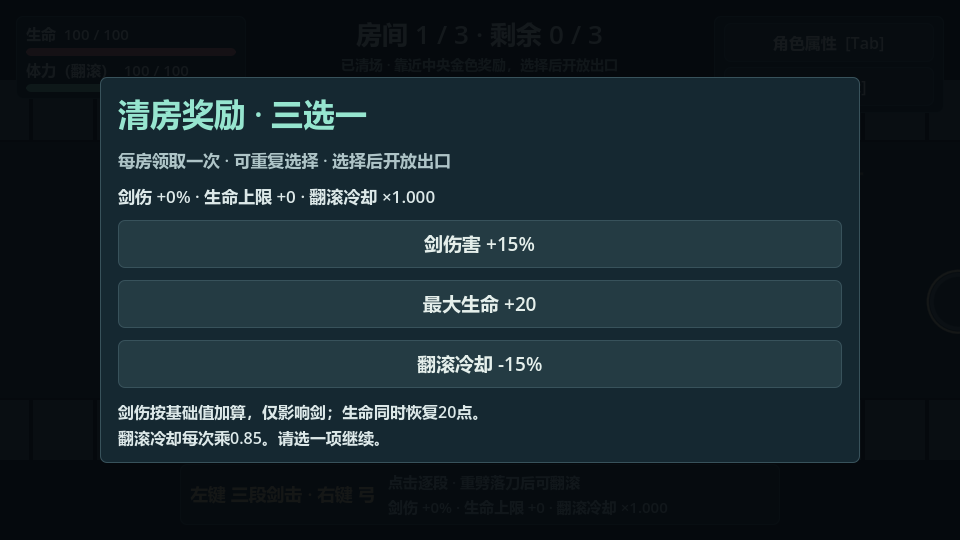 生命 100 / 100
体力（翻滚） 100 / 100
房间 1 / 3 · 剩余 0 / 3
已清场 · 靠近中央金色奖励，选择后开放出口
角色属性 [Tab]
]
清房奖励 · 三选一
每房领取一次 · 可重复选择 · 选择后开放出口
剑伤 +0% · 生命上限 +0 · 翻滚冷却 ×1.000
剑伤害 +15%
最大生命 +20
翻滚冷却 -15%
剑伤按基础值加算，仅影响剑；生命同时恢复20点。
翻滚冷却每次乘0.85。请选一项继续。
左键 三段剑击 · 右键 弓
点击逐段 · 重劈落刀后可翻滚
剑伤 +0% · 生命上限 +0 · 翻滚冷却 ×1.000